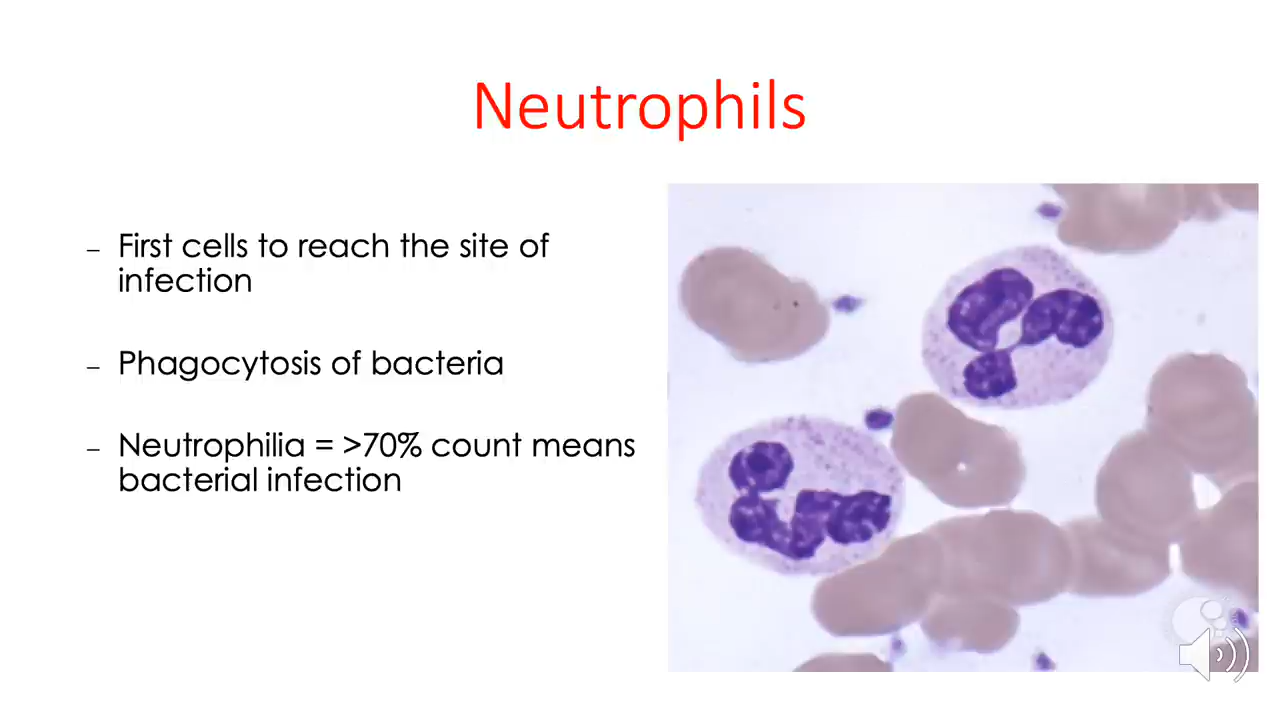 Neutrophils
– First cells to reach the site of
infection
– Phagocytosis of bacteria
– Neutrophilia = >70% count means
bacterial infection